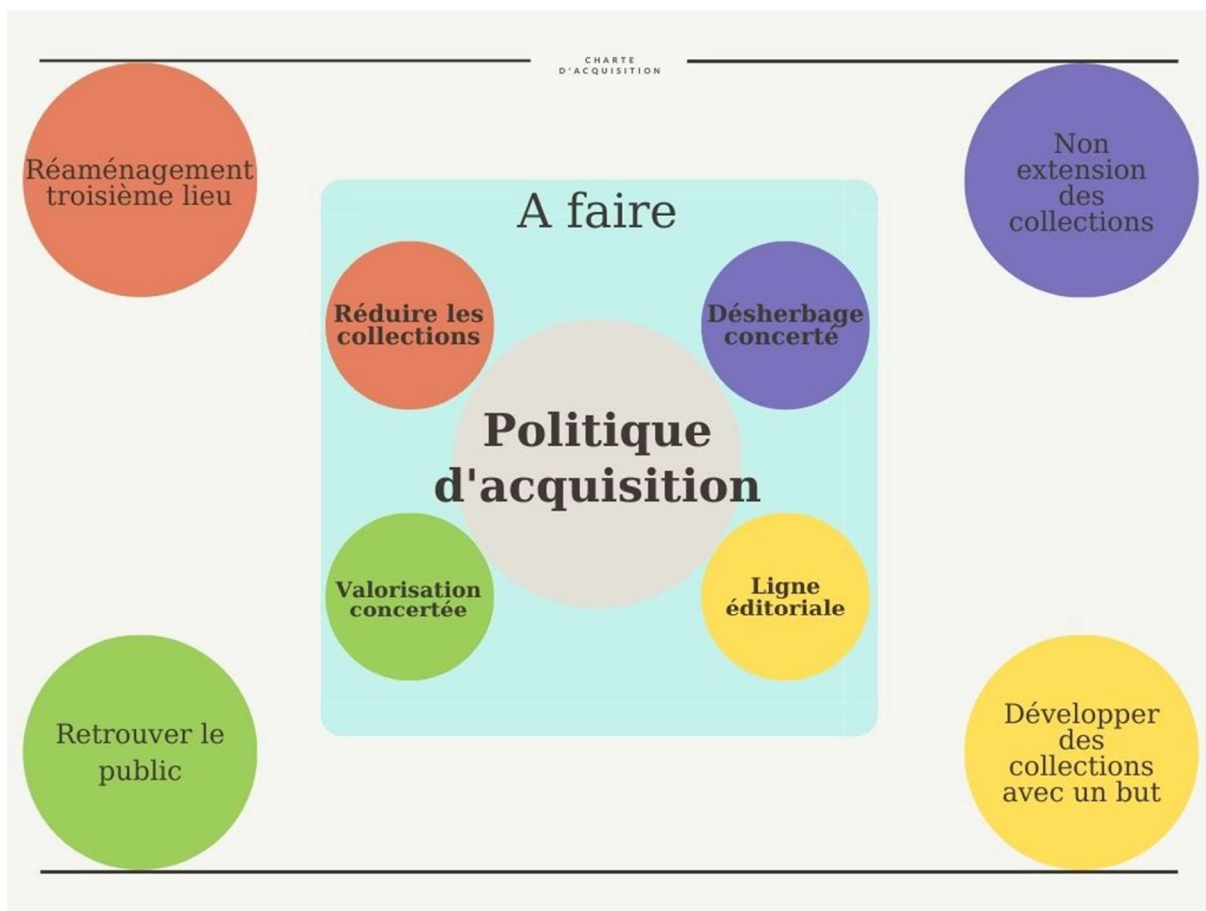 CHARTE
D'ACQUISITION
Réaménagement
troisième lieu
Non
extension
des
collections
A faire
Réduire les
collections
Désherbage
concerté
Politique
d'acquisition
Valorisation
concertée
Ligne
éditoriale
Retrouver le
public
Développer
des
collections
avec un but